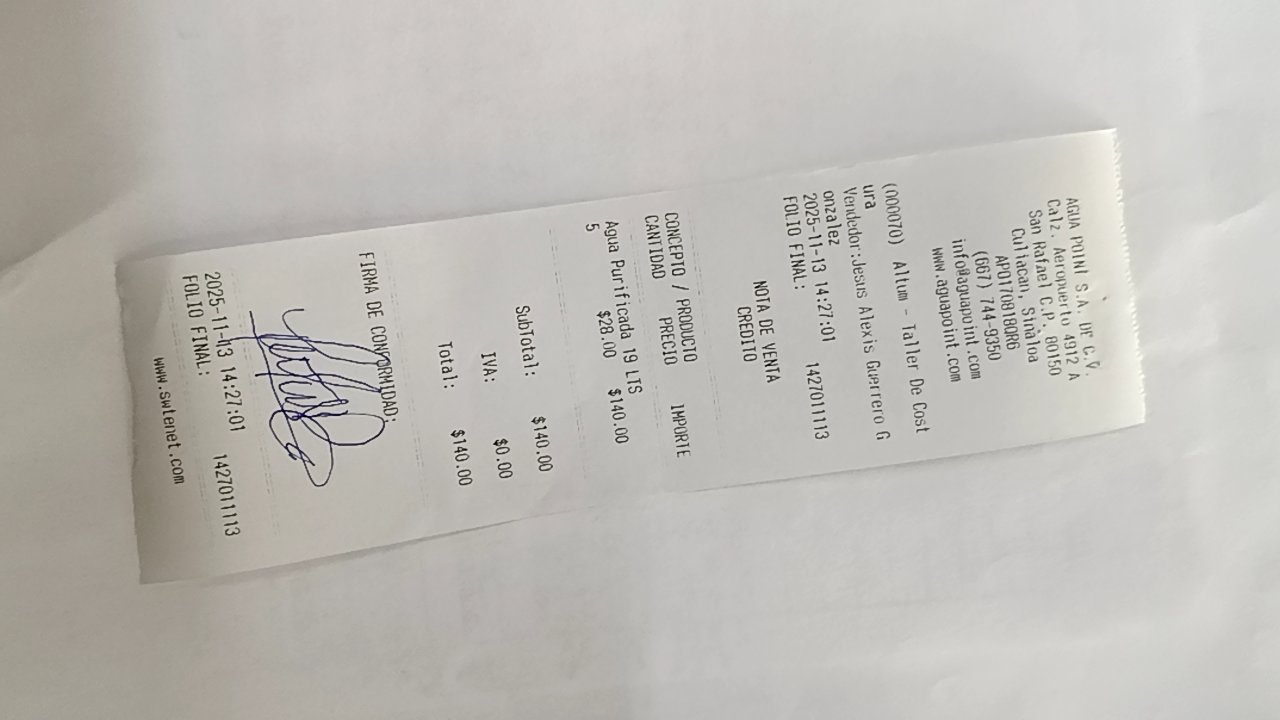 AGUA POINT S.A. DE C.V.
Calz. Aeropuerto 4912 A
San Rafael C.P. 80150
Culiacan, Sinaloa
APO170818QR6
(667) 744-9350
info@aguapoint.com
www.aguapoint.com
(000070) Altum - Taller De Cost
ura
Vendedor:Jesus Alexis Guerrero G
onzalez
2025-11-13 14:27:01
FOLIO FINAL: 1427011113
NOTA DE VENTA
CREDITO
CONCEPTO / PRODUCTO
CANTIDAD PRECIO IMPORTE
Agua Purificada 19 LTS
5 $28.00 $140.00
SubTotal: $140.00
IVA: $0.00
Total: $140.00
FIRMA DE CONFORMIDAD:
2025-11-13 14:27:01
FOLIO FINAL: 1427011113
www.swtenet.com